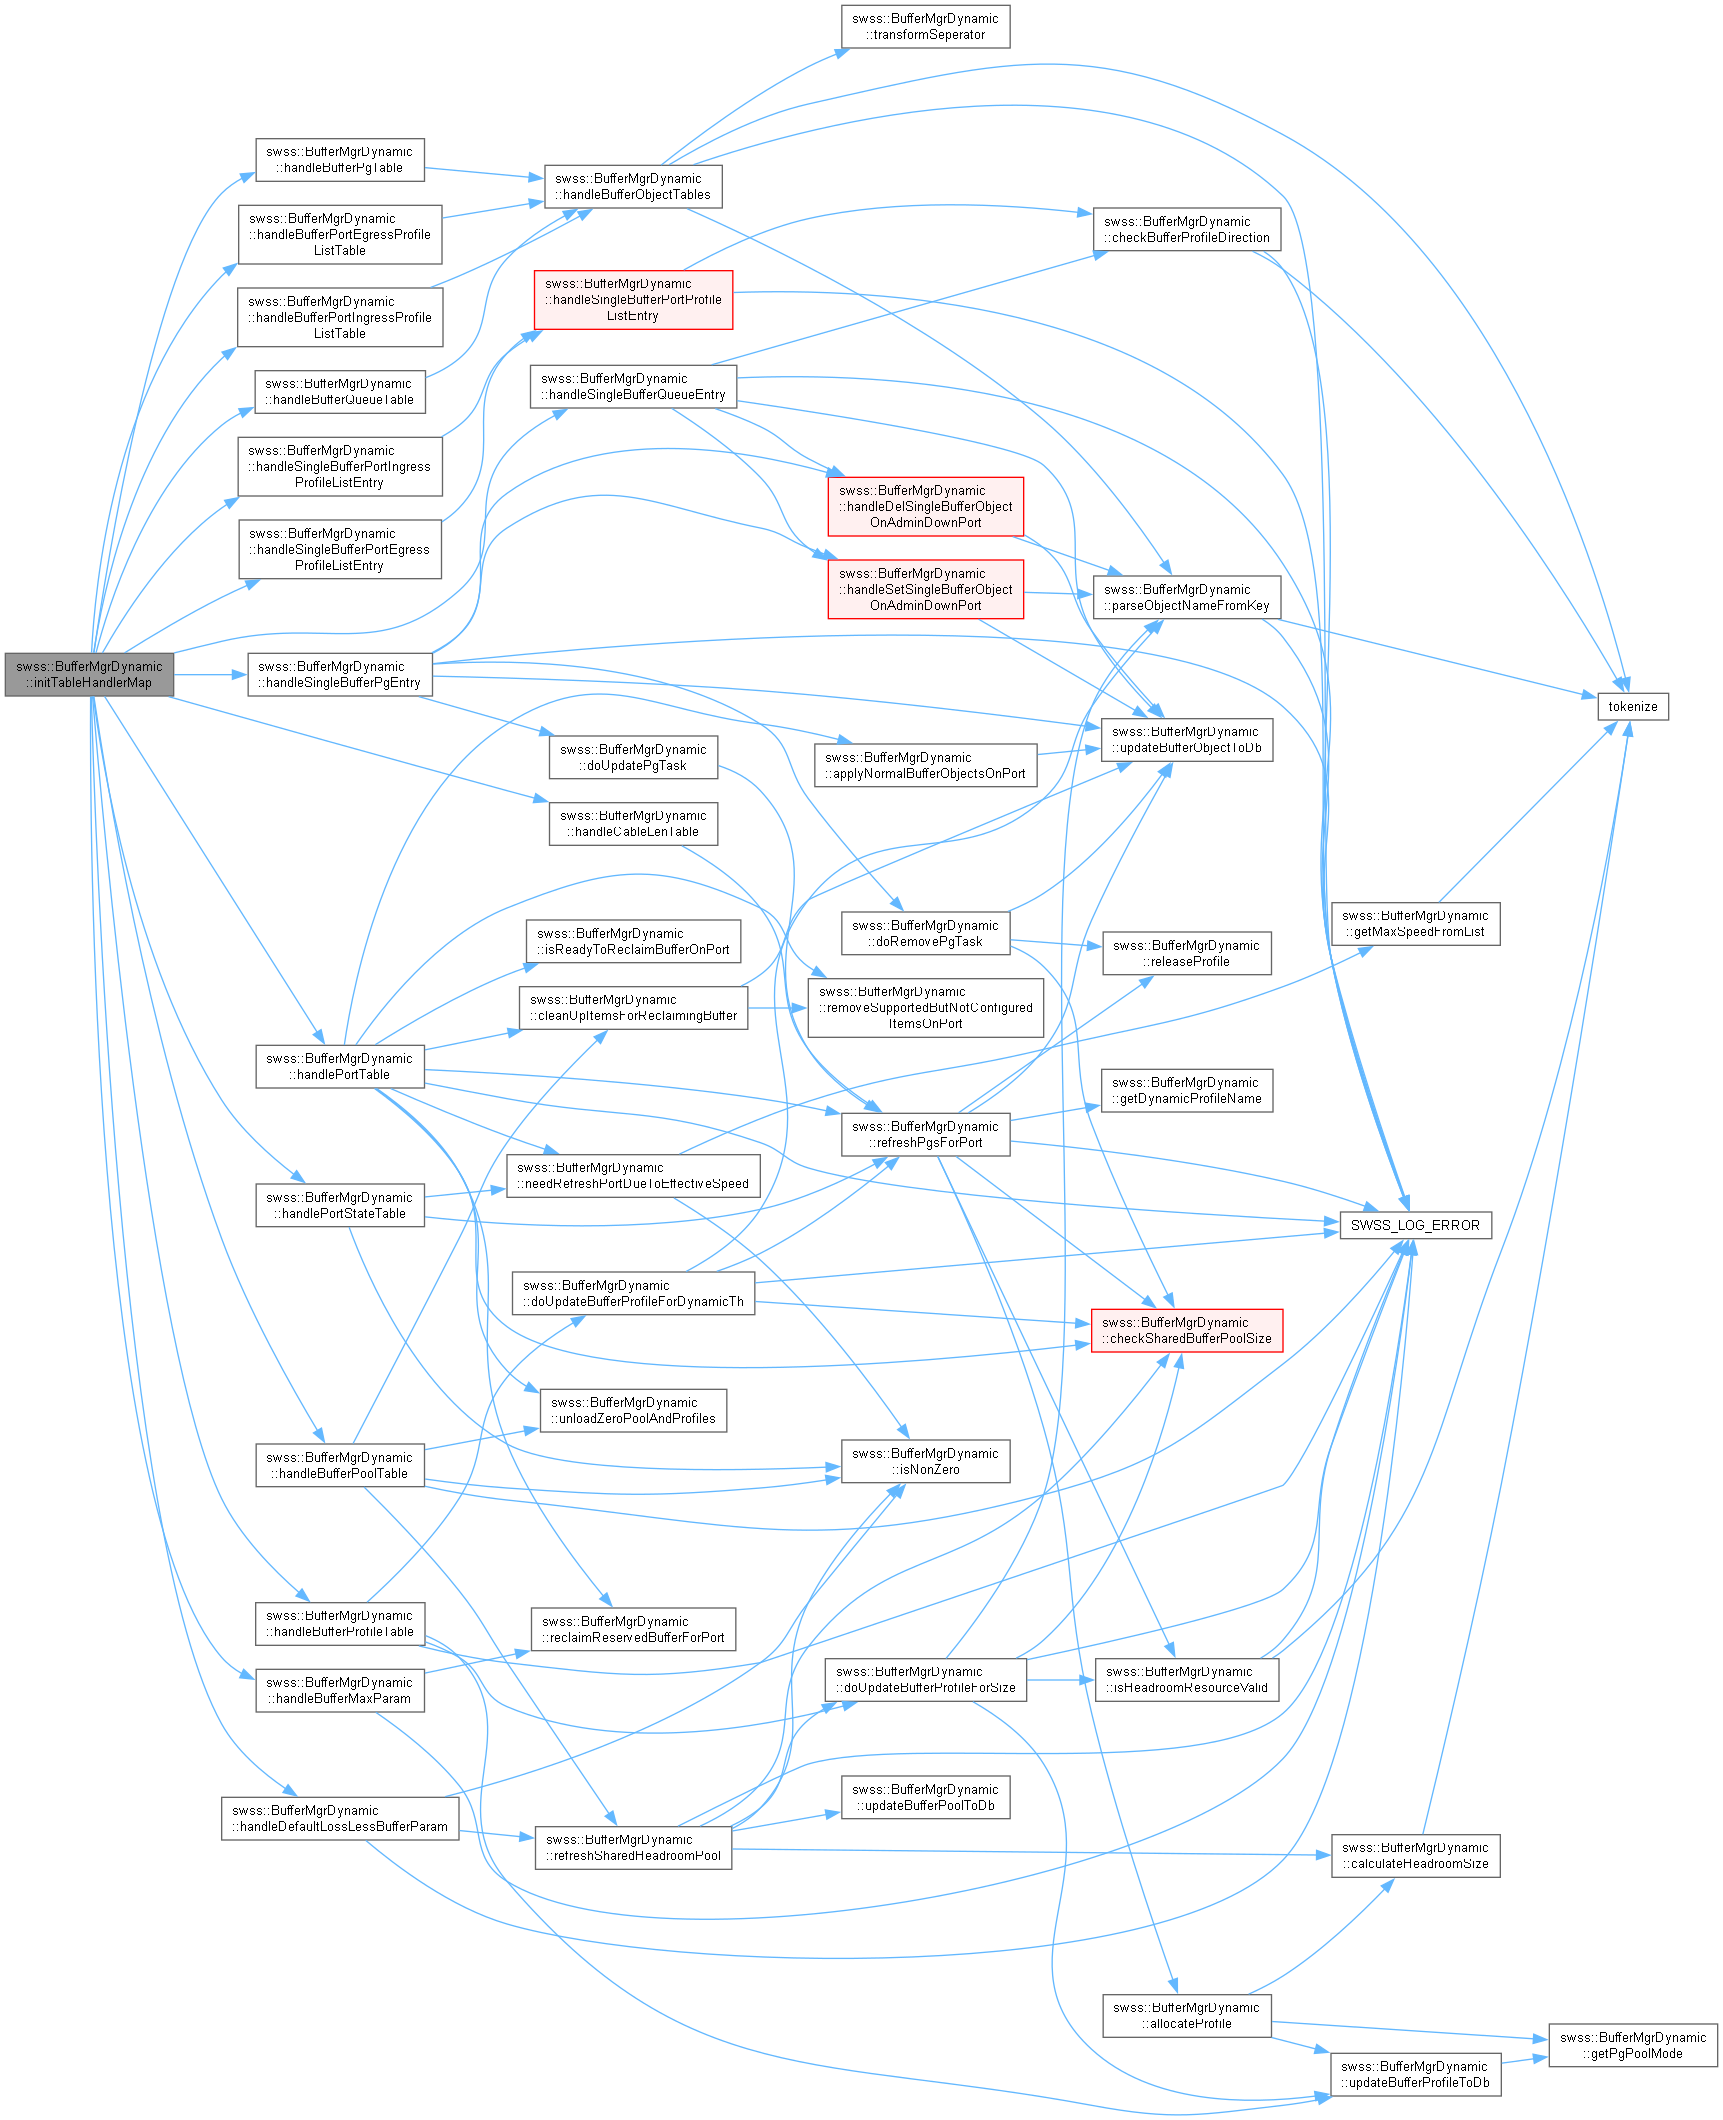 swss::BufferMgrDynamic
::transformSeperator
swss::BufferMgrDynamic
::handleBufferPgTable
swss::BufferMgrDynamic
::handleBufferObjectTables
swss::BufferMgrDynamic
::handleBufferPortEgressProfile
ListTable
swss::BufferMgrDynamic
::checkBufferProfileDirection
swss::BufferMgrDynamic
::handleSingleBufferPortProfile
ListEntry
swss::BufferMgrDynamic
::handleBufferPortIngressProfile
ListTable
swss::BufferMgrDynamic
::handleBufferQueueTable
swss::BufferMgrDynamic
::handleSingleBufferQueueEntry
swss::BufferMgrDynamic
::handleSingleBufferPortIngress
ProfileListEntry
swss::BufferMgrDynamic
::handleDelSingleBufferObject
OnAdminDownPort
swss::BufferMgrDynamic
::handleSingleBufferPortEgress
ProfileListEntry
swss::BufferMgrDynamic
::handleSetSingleBufferObject
OnAdminDownPort
swss::BufferMgrDynamic
::parseObjectNameFromKey
swss::BufferMgrDynamic
::initTableHandlerMap
swss::BufferMgrDynamic
::handleSingleBufferPgEntry
tokenize
swss::BufferMgrDynamic
::updateBufferObjectToDb
swss::BufferMgrDynamic
::doUpdatePgTask
swss::BufferMgrDynamic
::applyNormalBufferObjectsOnPort
swss::BufferMgrDynamic
::handleCableLenTable
swss::BufferMgrDynamic
::getMaxSpeedFromList
swss::BufferMgrDynamic
::isReadyToReclaimBufferOnPort
swss::BufferMgrDynamic
::doRemovePgTask
swss::BufferMgrDynamic
::releaseProfile
swss::BufferMgrDynamic
::cleanUpItemsForReclaimingBuffer
swss::BufferMgrDynamic
::removeSupportedButNotConfigured
ItemsOnPort
swss::BufferMgrDynamic
::handlePortTable
swss::BufferMgrDynamic
::getDynamicProfileName
swss::BufferMgrDynamic
::refreshPgsForPort
swss::BufferMgrDynamic
::needRefreshPortDueToEffectiveSpeed
swss::BufferMgrDynamic
::handlePortStateTable
SWSS_LOG_ERROR
swss::BufferMgrDynamic
::doUpdateBufferProfileForDynamicTh
swss::BufferMgrDynamic
::checkSharedBufferPoolSize
swss::BufferMgrDynamic
::unloadZeroPoolAndProfiles
swss::BufferMgrDynamic
::handleBufferPoolTable
swss::BufferMgrDynamic
::isNonZero
swss::BufferMgrDynamic
::handleBufferProfileTable
swss::BufferMgrDynamic
::reclaimReservedBufferForPort
swss::BufferMgrDynamic
::handleBufferMaxParam
swss::BufferMgrDynamic
::doUpdateBufferProfileForSize
swss::BufferMgrDynamic
::isHeadroomResourceValid
swss::BufferMgrDynamic
::updateBufferPoolToDb
swss::BufferMgrDynamic
::handleDefaultLossLessBufferParam
swss::BufferMgrDynamic
::refreshSharedHeadroomPool
swss::BufferMgrDynamic
::calculateHeadroomSize
swss::BufferMgrDynamic
::allocateProfile
swss::BufferMgrDynamic
::getPgPoolMode
swss::BufferMgrDynamic
::updateBufferProfileToDb